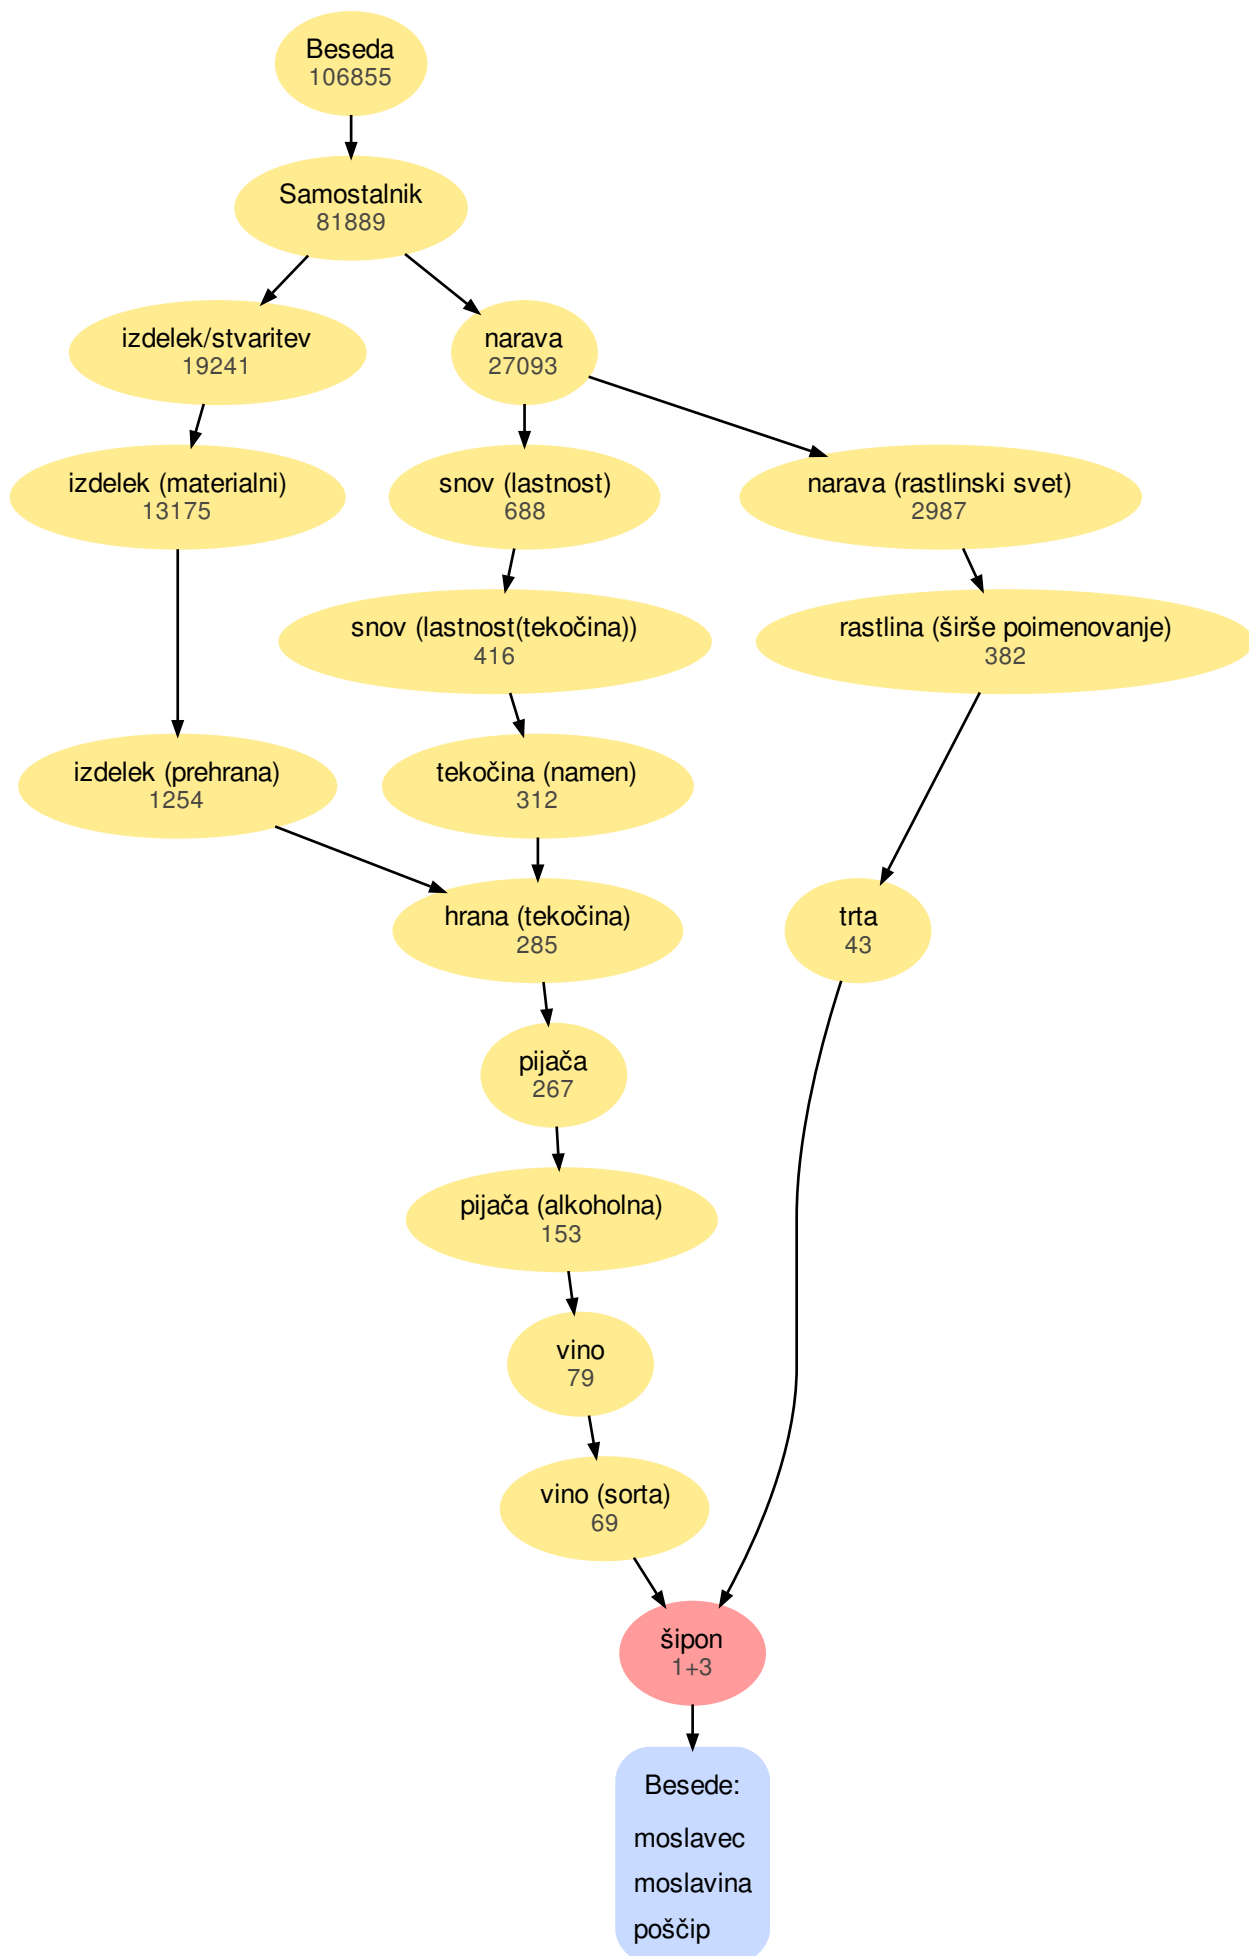 Beseda
106855
Samostalnik
81889
izdelek/stvaritev
19241
narava
27093
izdelek (materialni)
13175
snov (lastnost)
688
narava (rastlinski svet)
2987
snov (lastnost(tekočina))
416
rastlina (širše poimenovanje)
382
izdelek (prehrana)
1254
tekočina (namen)
312
hrana (tekočina)
285
trta
43
pijača
267
pijača (alkoholna)
153
vino
79
vino (sorta)
69
šipon
1+3
Besede:
moslavec
moslavina
poščip